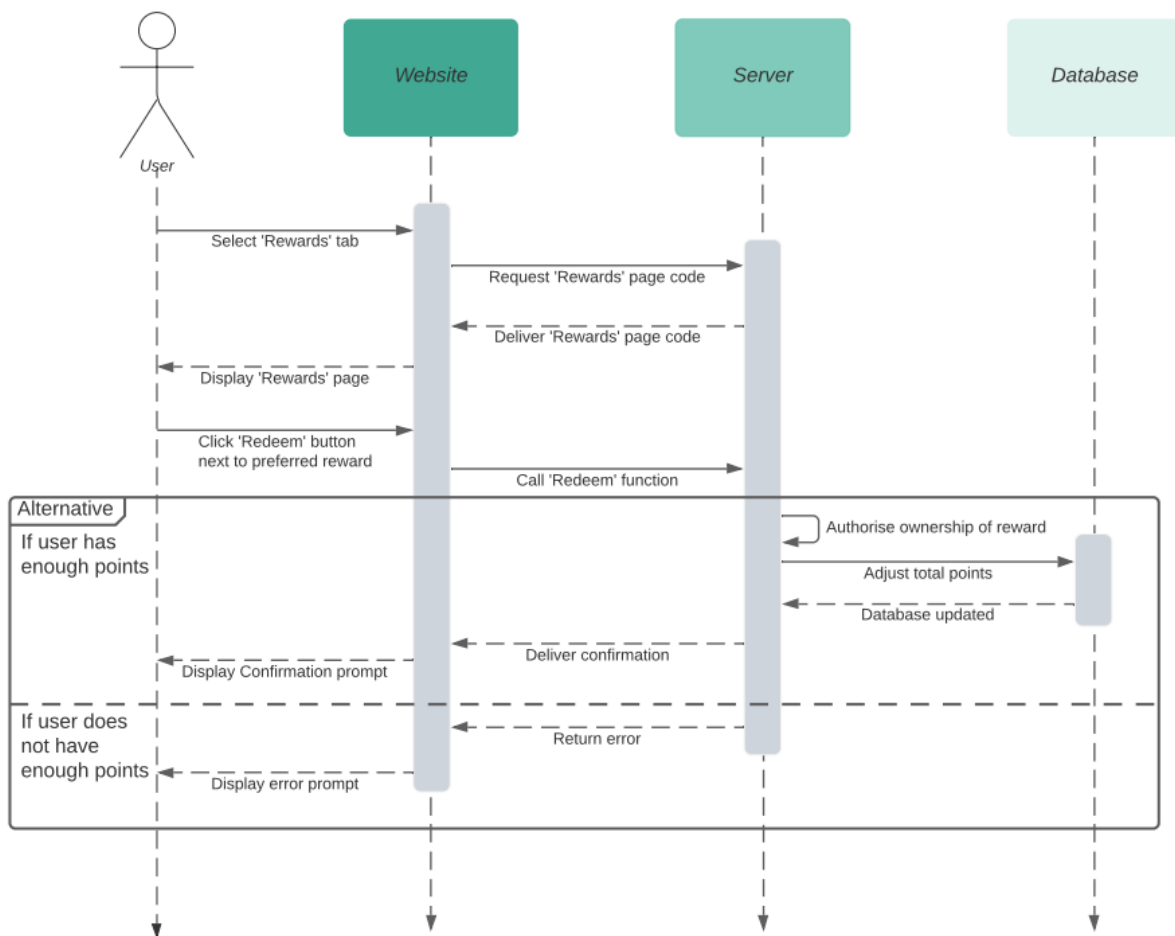 Website
Server
Database
User
Select 'Rewards' tab
Request 'Rewards' page code
Deliver 'Rewards' page code
Display 'Rewards' page
Click 'Redeem' button
next to preferred reward
Call 'Redeem' function
Alternative
If user has
enough points
Authorise ownership of reward
Adjust total points
Database updated
Deliver confirmation
Display Confirmation prompt
If user does
not have
enough points
Return error
Display error prompt